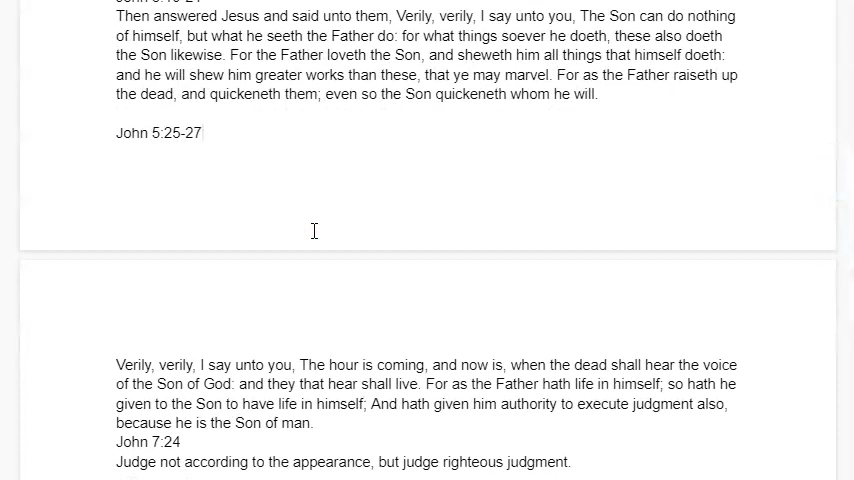 Then answered Jesus and said unto them, Verily, verily, I say unto you, The Son can do nothing
of himself, but what he seeth the Father do: for what things soever he doeth, these also doeth
the Son likewise. For the Father loveth the Son, and sheweth him all things that himself doeth:
and he will shew him greater works than these, that ye may marvel. For as the Father raiseth up
the dead, and quickeneth them; even so the Son quickeneth whom he will.
John 5:25-27
Verily, verily, I say unto you, The hour is coming, and now is, when the dead shall hear the voice
of the Son of God: and they that hear shall live. For as the Father hath life in himself; so hath he
given to the Son to have life in himself; And hath given him authority to execute judgment also,
because he is the Son of man.
John 7:24
Judge not according to the appearance, but judge righteous judgment.